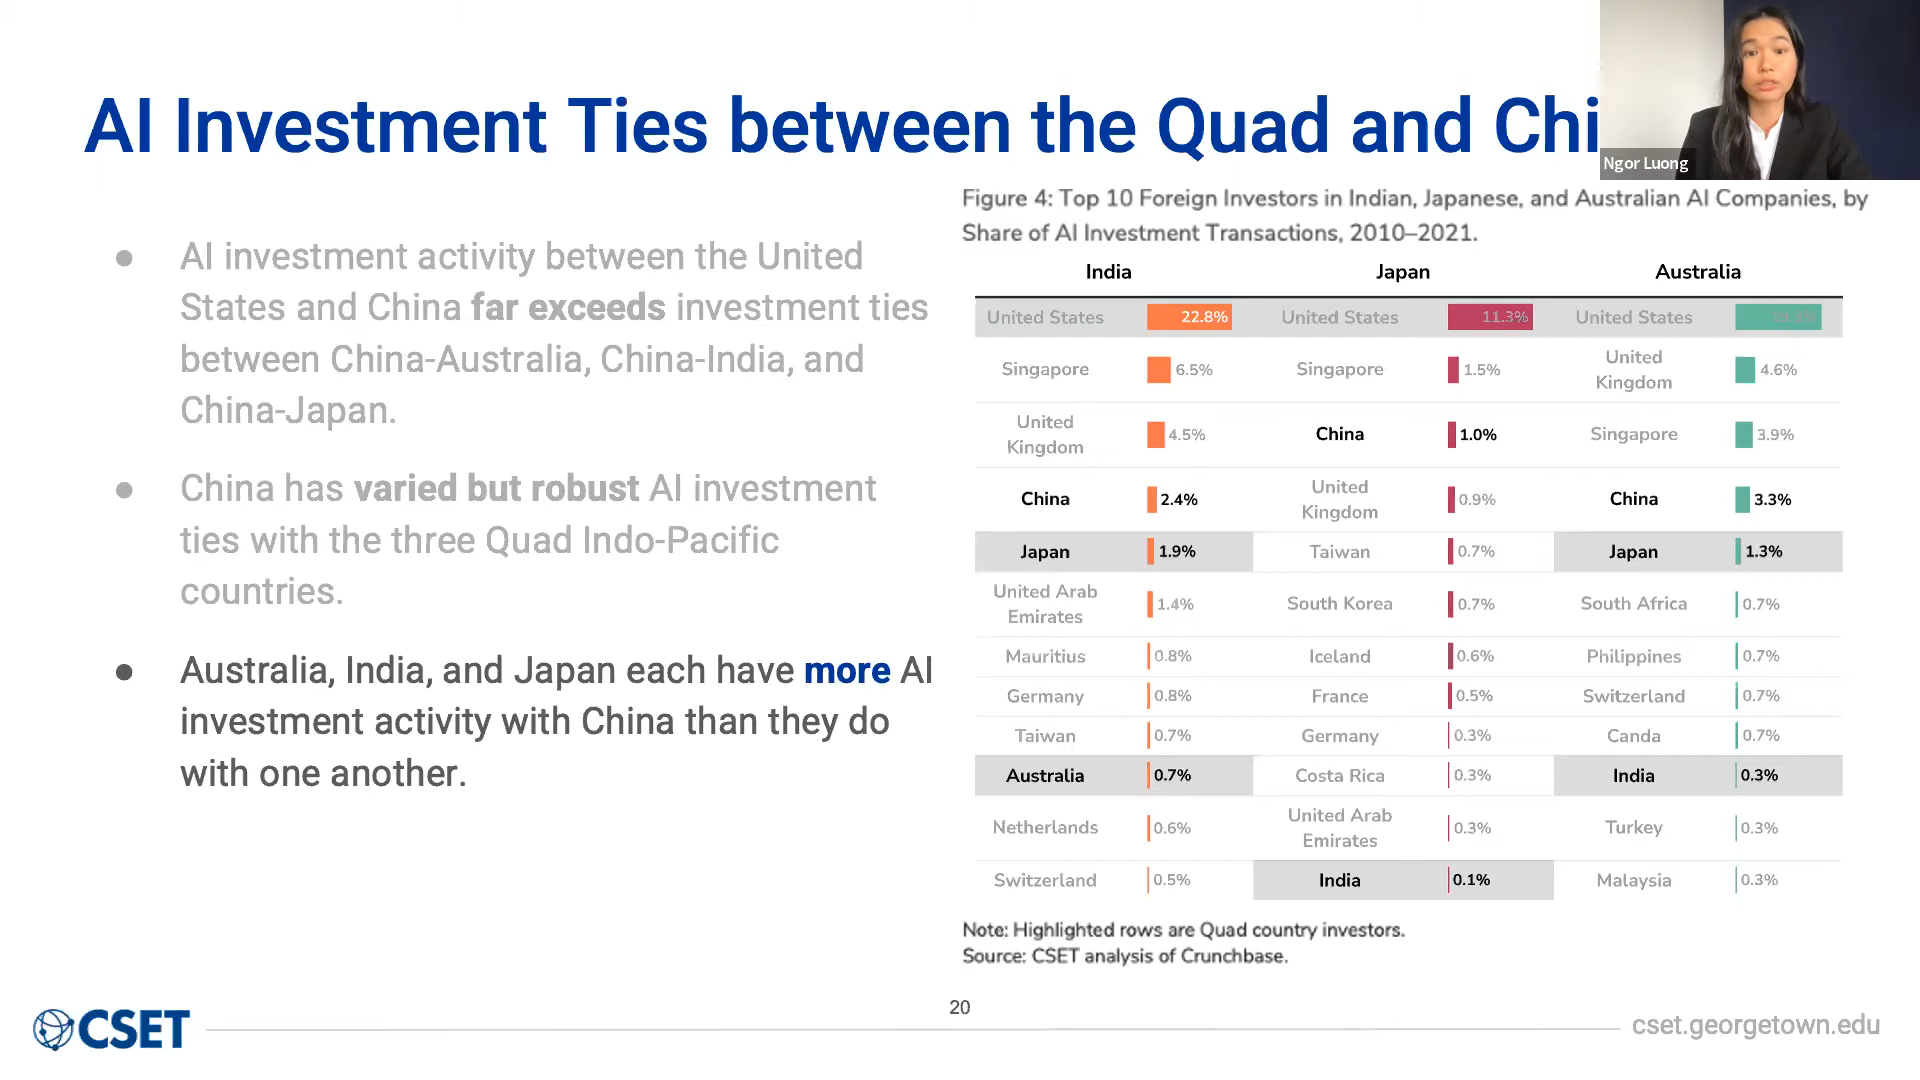 AI Investment Ties between the Quad and Chi
Ngor Luong
AI investment activity between the United
States and China far exceeds investment ties
between China-Australia, China-India, and
China-Japan.
China has varied but robust AI investment
ties with the three Quad Indo-Pacific
countries.
Australia, India, and Japan each have more AI
investment activity with China than they do
with one another.
Figure 4: Top 10 Foreign Investors in Indian, Japanese, and Australian AI Companies, by
Share of AI Investment Transactions, 2010–2021.
India Japan Australia
United States 22.8% United States 11.3% United States
Singapore 6.5% Singapore 1.5% United Kingdom 4.6%
United Kingdom 4.5% China 1.0% Singapore 3.9%
China 2.4% United Kingdom 0.9% China 3.3%
Japan 1.9% Taiwan 0.7% Japan 1.3%
United Arab Emirates 1.4% South Korea 0.7% South Africa 0.7%
Mauritius 0.8% Iceland 0.6% Philippines 0.7%
Germany 0.8% France 0.5% Switzerland 0.7%
Taiwan 0.7% Germany 0.3% Canda 0.7%
Australia 0.7% Costa Rica 0.3% India 0.3%
Netherlands 0.6% United Arab Emirates 0.3% Turkey 0.3%
Switzerland 0.5% India 0.1% Malaysia 0.3%
Note: Highlighted rows are Quad country investors.
Source: CSET analysis of Crunchbase.
CSET
20
cset.georgetown.edu